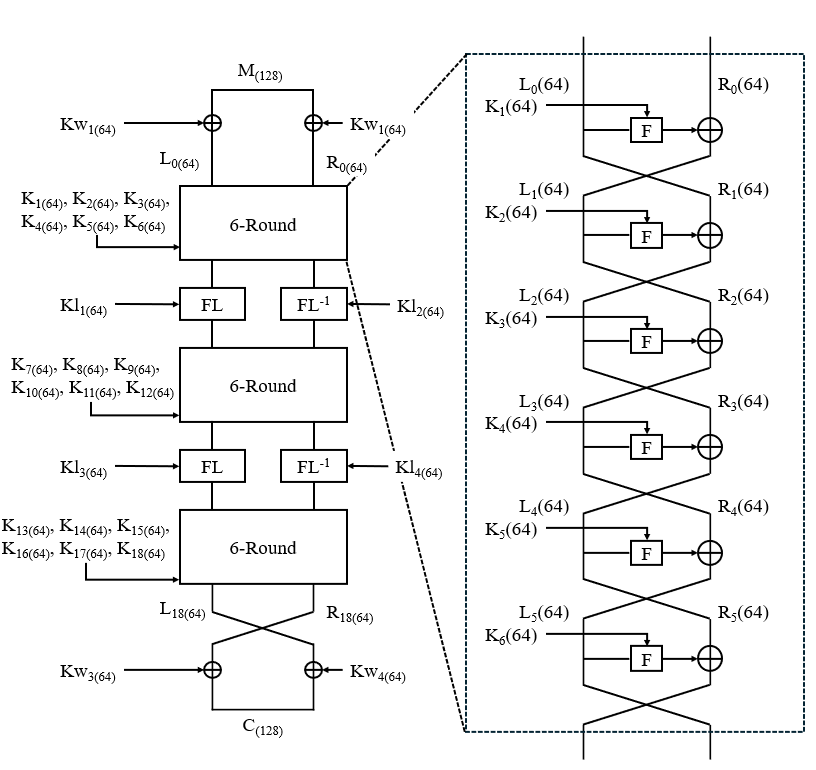 M(128)
Kw1(64)
Kw1(64)
L0(64)
R0(64)
K1(64), K2(64), K3(64),
K4(64), K5(64), K6(64)
6-Round
Kl1(64)
FL
FL-1
Kl2(64)
K7(64), K8(64), K9(64),
K10(64), K11(64), K12(64)
6-Round
Kl3(64)
FL
FL-1
Kl4(64)
K13(64), K14(64), K15(64),
K16(64), K17(64), K18(64)
6-Round
L18(64)
R18(64)
Kw3(64)
Kw4(64)
C(128)
L0(64)
R0(64)
K1(64)
F
L1(64)
R1(64)
K2(64)
F
L2(64)
R2(64)
K3(64)
F
L3(64)
R3(64)
K4(64)
F
L4(64)
R4(64)
K5(64)
F
L5(64)
R5(64)
K6(64)
F